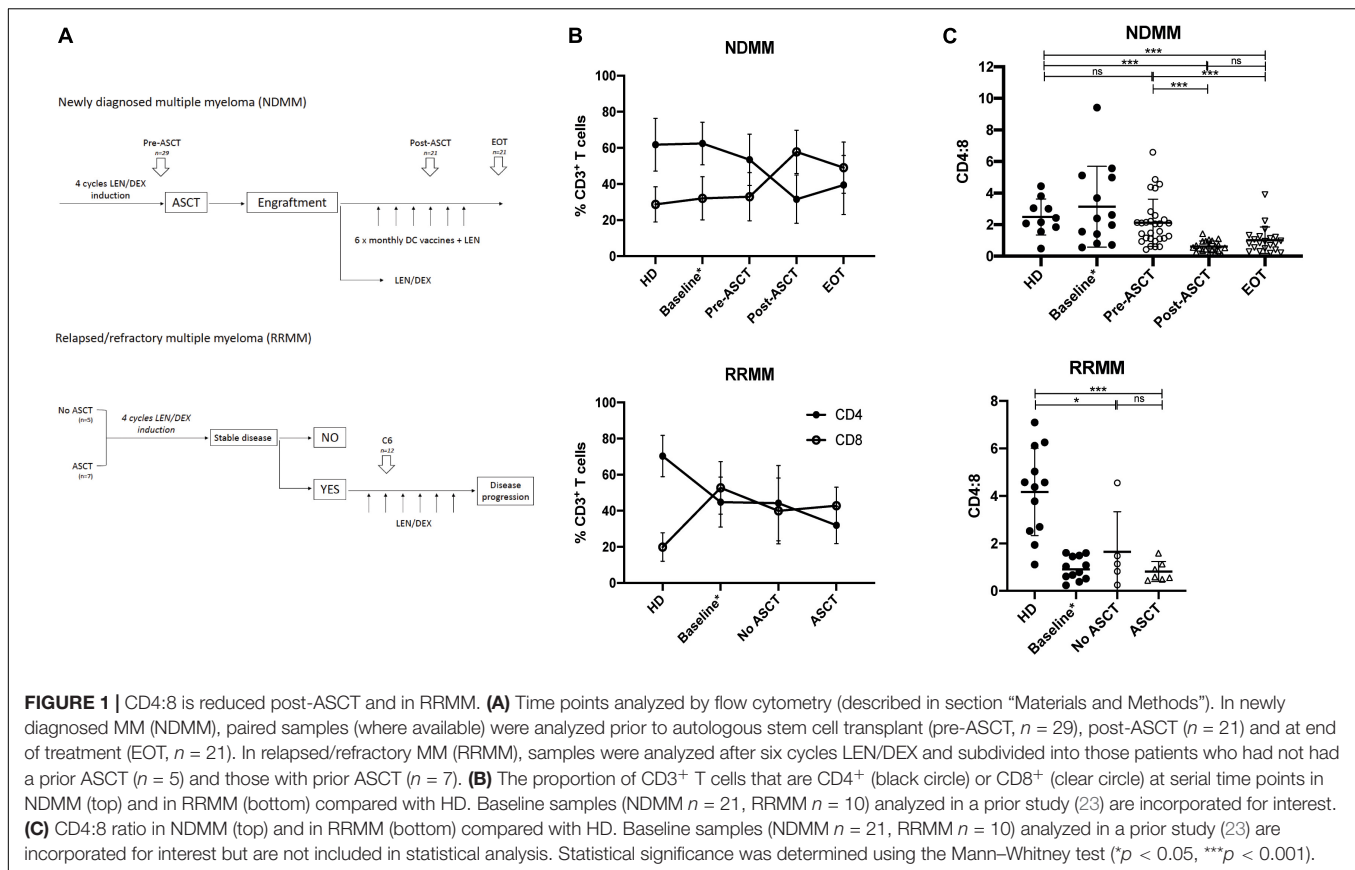 A
Newly diagnosed multiple myeloma (NDMM)
Pre-ASCT
n=29
Post-ASCT
n=21
EOT
n=21
4 cycles LEN/DEX
induction
ASCT
Engraftment
6 x monthly DC vaccines + LEN
LEN/DEX
Relapsed/refractory multiple myeloma (RRMM)
No ASCT
(n=5)
ASCT
(n=7)
4 cycles LEN/DEX
induction
Stable disease
NO
YES
C6
n=12
LEN/DEX
Disease
progression
B
NDMM
% CD3+ T cells
100
80
60
40
20
0
HD
Baseline*
Pre-ASCT
Post-ASCT
EOT
RRMM
% CD3+ T cells
100
80
60
40
20
0
CD4
CD8
HD
Baseline*
No ASCT
ASCT
C
NDMM
***
*** ns
ns ***
***
CD4:8
12
10
8
6
4
2
0
HD
Baseline*
Pre-ASCT
Post-ASCT
EOT
RRMM
***
* ns
CD4:8
8
6
4
2
0
HD
Baseline*
No ASCT
ASCT
FIGURE 1 | CD4:8 is reduced post-ASCT and in RRMM. (A) Time points analyzed by flow cytometry (described in section “Materials and Methods”). In newly
diagnosed MM (NDMM), paired samples (where available) were analyzed prior to autologous stem cell transplant (pre-ASCT, n = 29), post-ASCT (n = 21) and at end
of treatment (EOT, n = 21). In relapsed/refractory MM (RRMM), samples were analyzed after six cycles LEN/DEX and subdivided into those patients who had not had
a prior ASCT (n = 5) and those with prior ASCT (n = 7). (B) The proportion of CD3+ T cells that are CD4+ (black circle) or CD8+ (clear circle) at serial time points in
NDMM (top) and in RRMM (bottom) compared with HD. Baseline samples (NDMM n = 21, RRMM n = 10) analyzed in a prior study (23) are incorporated for interest.
(C) CD4:8 ratio in NDMM (top) and in RRMM (bottom) compared with HD. Baseline samples (NDMM n = 21, RRMM n = 10) analyzed in a prior study (23) are
incorporated for interest but are not included in statistical analysis. Statistical significance was determined using the Mann–Whitney test (*p < 0.05, ***p < 0.001).